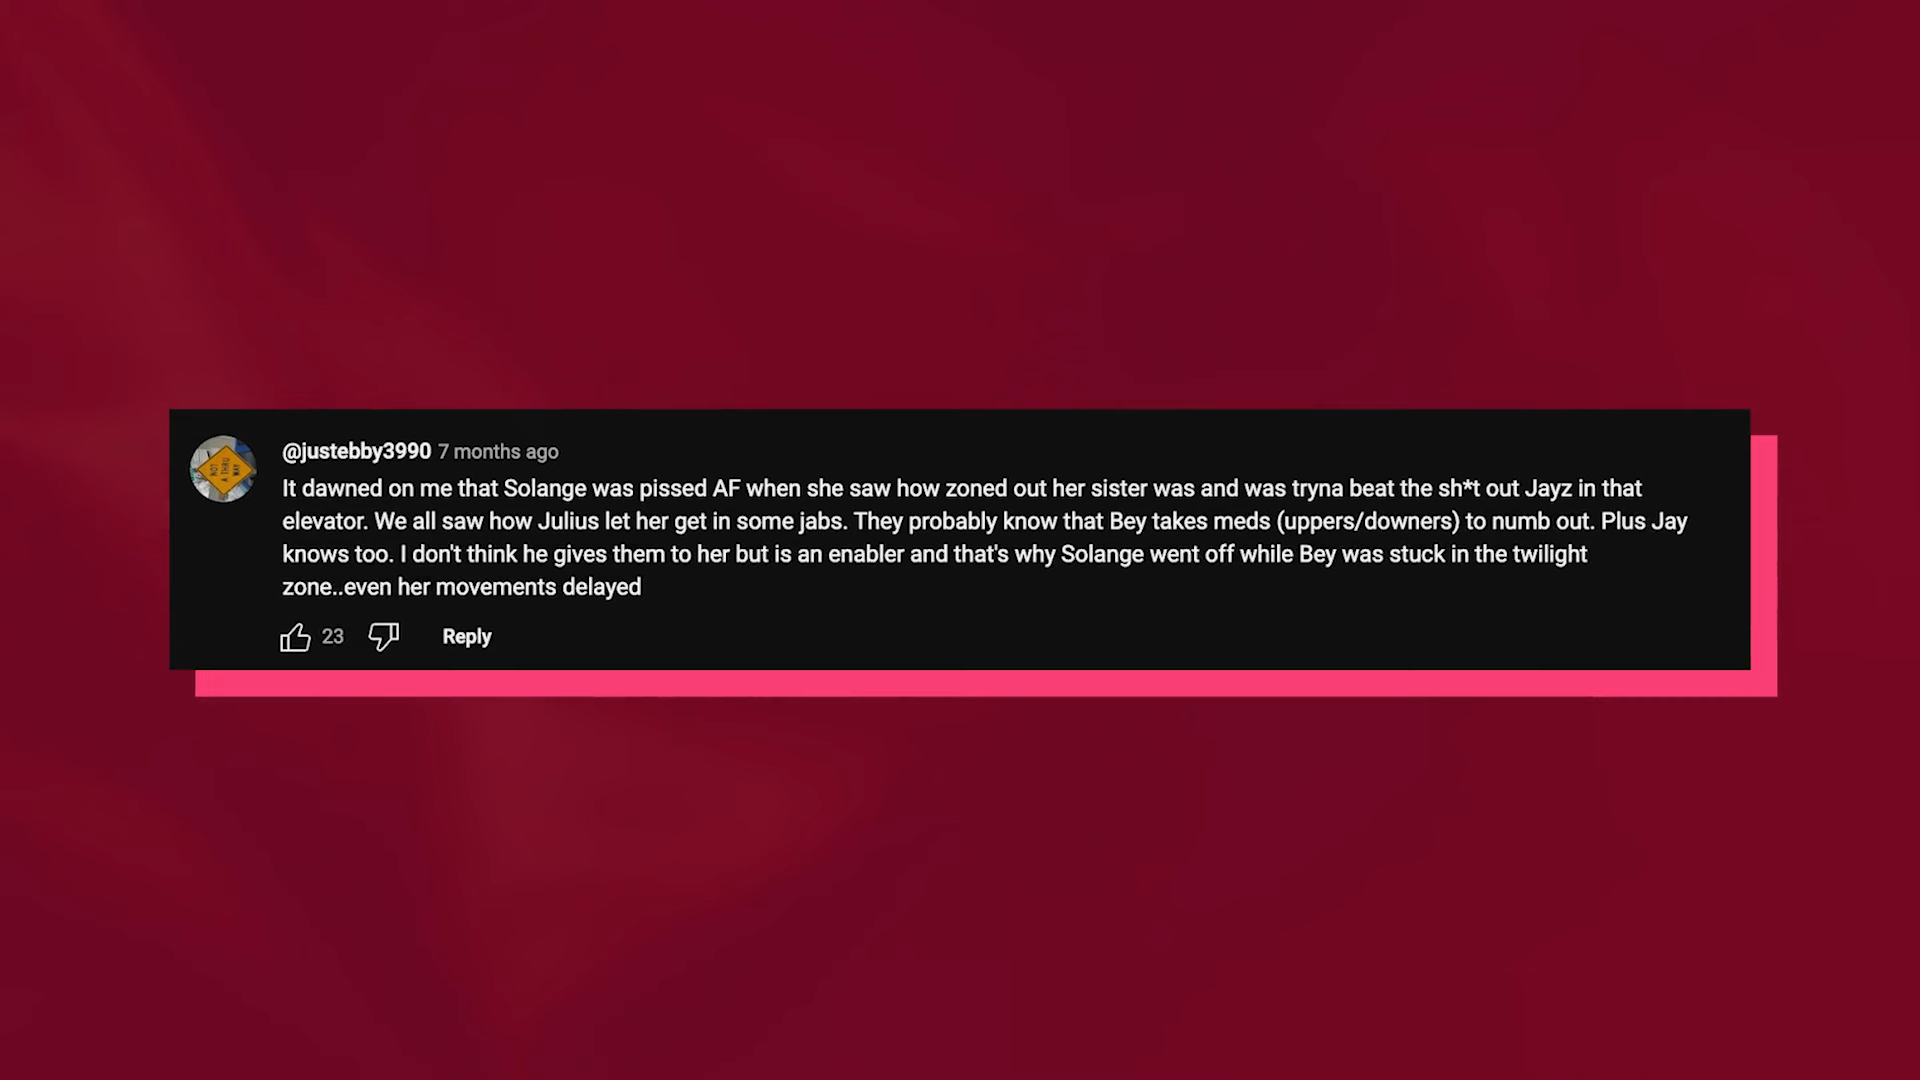 @justebby3990 7 months ago
It dawned on me that Solange was pissed AF when she saw how zoned out her sister was and was tryna beat the sh*t out Jayz in that
elevator. We all saw how Julius let her get in some jabs. They probably know that Bey takes meds (uppers/downers) to numb out. Plus Jay
knows too. I don't think he gives them to her but is an enabler and that's why Solange went off while Bey was stuck in the twilight
zone..even her movements delayed
23 Reply
NOT
A THRU
WAY